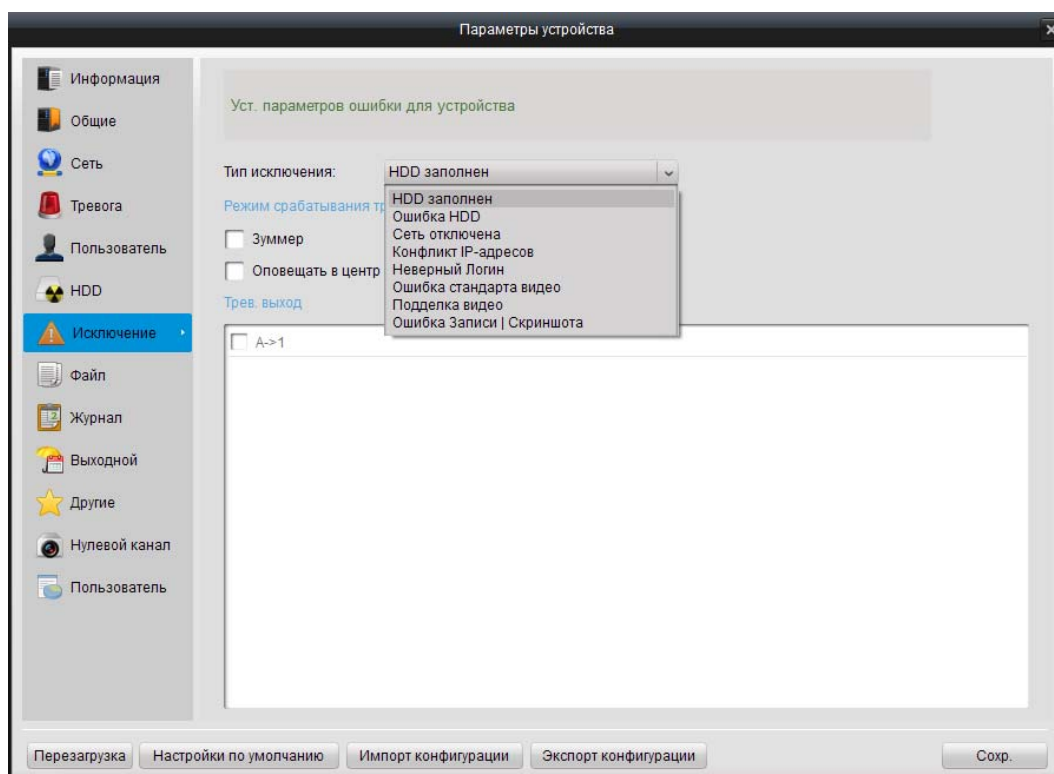 Параметры устройства
Информация
Общие
Сеть
Тревога
Пользователь
HDD
Исключение
Файл
Журнал
Выходной
Другие
Нулевой канал
Пользователь
Уст. параметров ошибки для устройства
Тип исключения: HDD заполнен
HDD заполнен
Ошибка HDD
Сеть отключена
Конфликт IP-адресов
Неверный Логин
Ошибка стандарта видео
Подделка видео
Ошибка Записи | Скриншота
Режим срабатывания
Зуммер
Оповещать в центр
Трев. выход
A->1
Перезагрузка
Настройки по умолчанию
Импорт конфигурации
Экспорт конфигурации
Сохр.